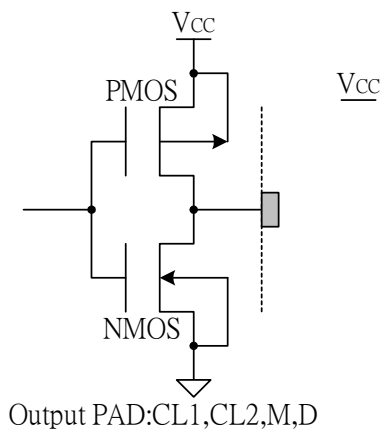 VCC
VCC
PMOS
NMOS
Output PAD:CL1,CL2,M,D